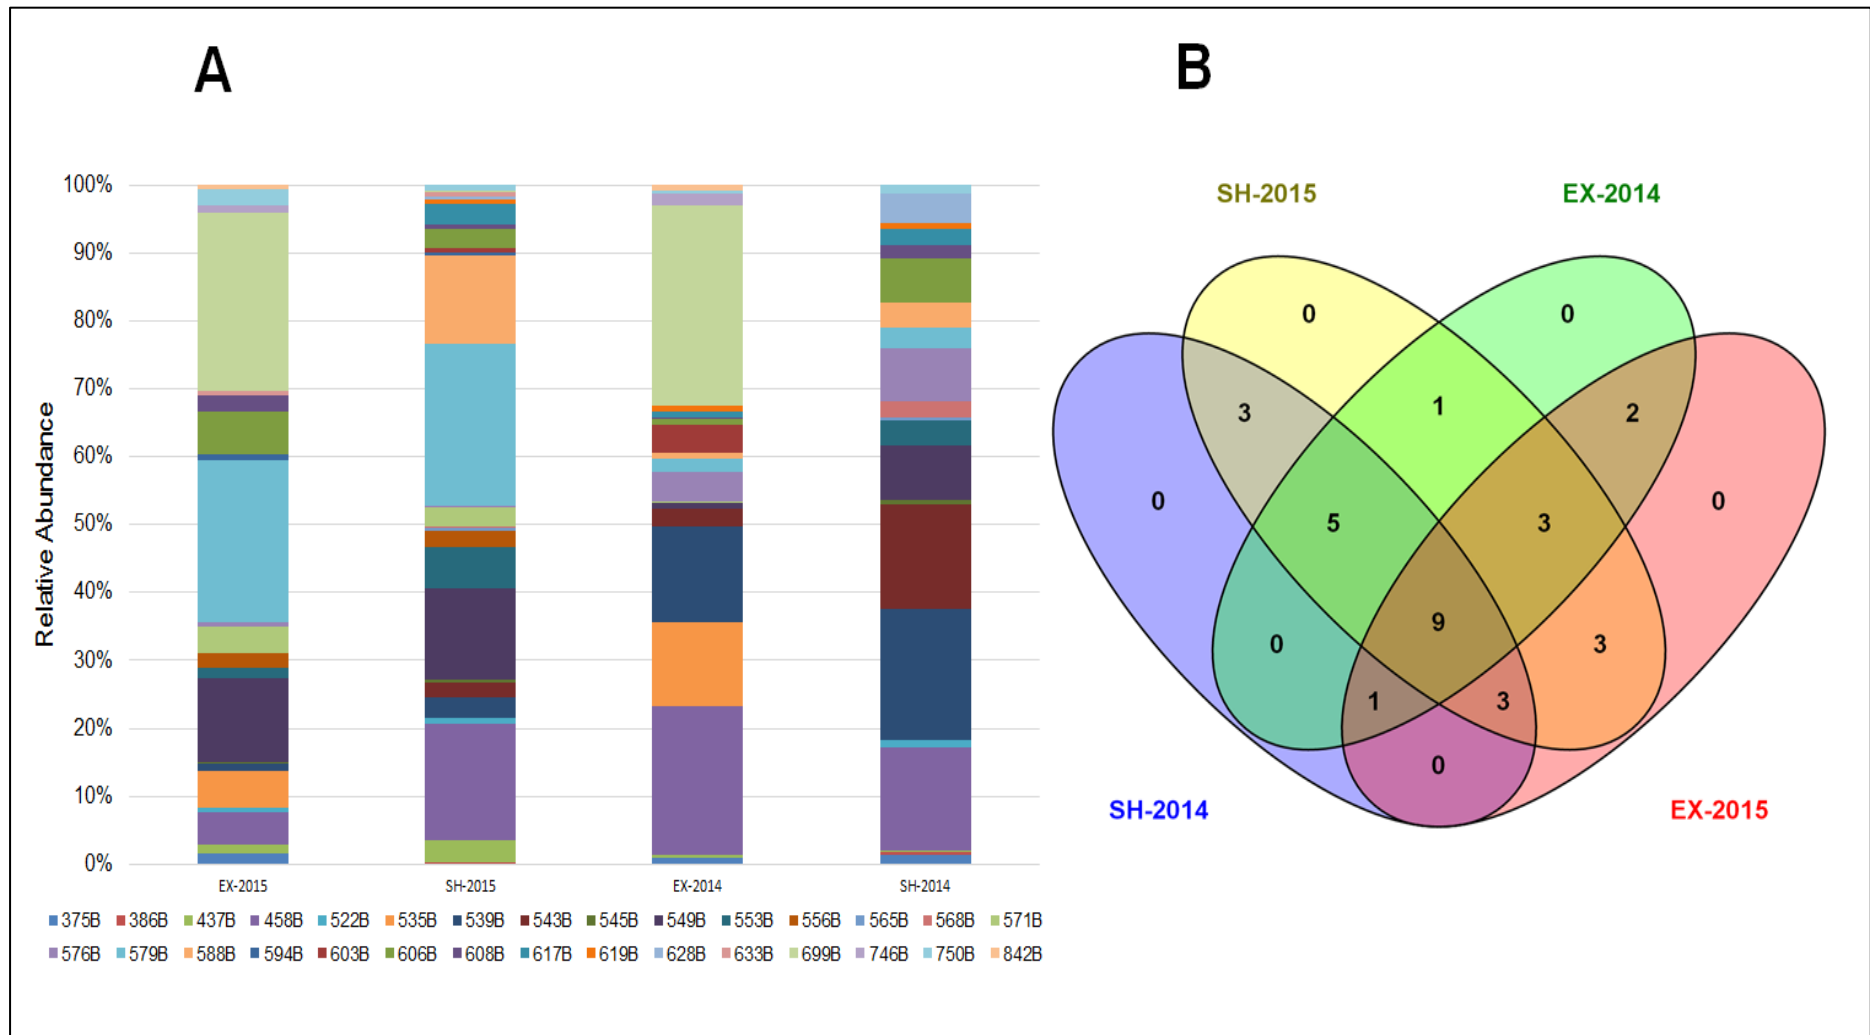 A
B
100%
90%
80%
70%
60%
50%
40%
30%
20%
10%
0%
Relative Abundance
EX-2015 SH-2015 EX-2014 SH-2014
375B 386B 437B 458B 522B 535B 539B 543B 545B 549B 553B 556B 565B 568B 571B
576B 579B 588B 594B 603B 606B 608B 617B 619B 628B 633B 699B 746B 750B 842B
SH-2015 EX-2014
0 0
3 1 2
0 5 3 0
0 9 3
1 3
0
SH-2014 EX-2015